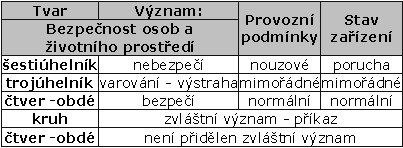 Tvar Význam: Provozní podmínky Stav zařízení
Bezpečnost osob a životního prostředí
šestiúhelník nebezpečí nouzové porucha
trojúhelník varování - výstraha mimořádné mimořádné
čtver -obdé bezpečí normální normální
kruh zvláštní význam - příkaz
čtver -obdé není přidělen zvláštní význam